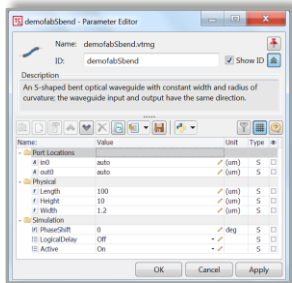 demofabSbend - Parameter Editor
Name: demofabSbend.vtmg
ID: demofabSbend Show ID
Description
An S-shaped bent optical waveguide with constant width and radius of
curvature; the waveguide input and output have the same direction.
Name: Value Unit Type
Port Locations
in0 auto (um) S
out0 auto (um) S
Physical
Length 100 (um) S
Height 10 (um) S
Width 1.2 (um) S
Simulation
PhaseShift 0 deg S
LogicalDelay Off S
Active On S
OK Cancel Apply